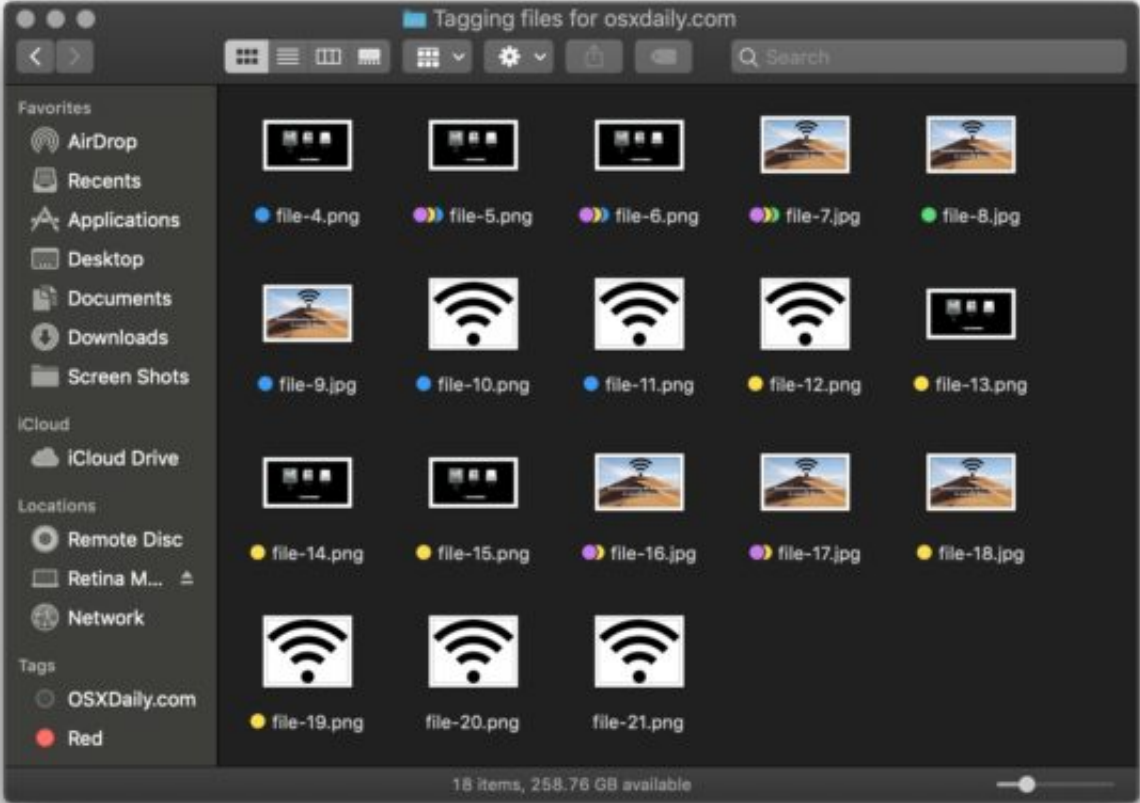 Tagging files for osxdaily.com
Search
Favorites
AirDrop
Recents
Applications
Desktop
Documents
Downloads
Screen Shots
iCloud
iCloud Drive
Locations
Remote Disc
Retina M...
Network
Tags
OSXDaily.com
Red
file-4.png
file-5.png
file-6.png
file-7.jpg
file-8.jpg
file-9.jpg
file-10.png
file-11.png
file-12.png
file-13.png
file-14.png
file-15.png
file-16.jpg
file-17.jpg
file-18.jpg
file-19.png
file-20.png
file-21.png
18 items, 258.76 GB available